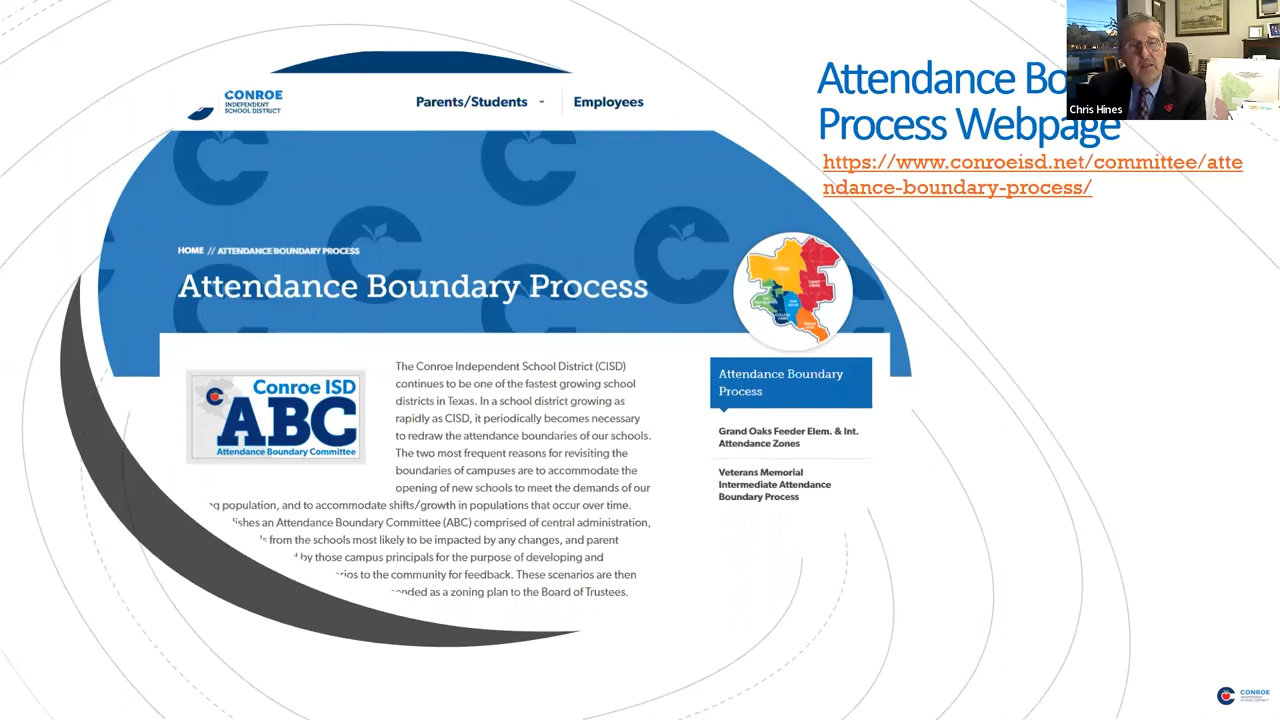 CONROE
INDEPENDENT
SCHOOL DISTRICT
Parents/Students
Employees
HOME // ATTENDANCE BOUNDARY PROCESS
Attendance Boundary Process
Conroe ISD
ABC
Attendance Boundary Committee
The Conroe Independent School District (CISD)
continues to be one of the fastest growing school
districts in Texas. In a school district growing as
rapidly as CISD, it periodically becomes necessary
to redraw the attendance boundaries of our schools.
The two most frequent reasons for revisiting the
boundaries of campuses are to accommodate the
opening of new schools to meet the demands of our
population, and to accommodate shifts/growth in populations that occur over time.
an Attendance Boundary Committee (ABC) comprised of central administration,
from the schools most likely to be impacted by any changes, and parent
by those campus principals for the purpose of developing and
to the community for feedback. These scenarios are then
as a zoning plan to the Board of Trustees.
Attendance Boundary
Process
Grand Oaks Feeder Elem. & Int.
Attendance Zones
Veterans Memorial
Intermediate Attendance
Boundary Process
Attendance Bo
Process Webpage
https://www.conroeisd.net/committee/atte
ndance-boundary-process/
Chris Hines
CONROE
INDEPENDENT
SCHOOL DISTRICT